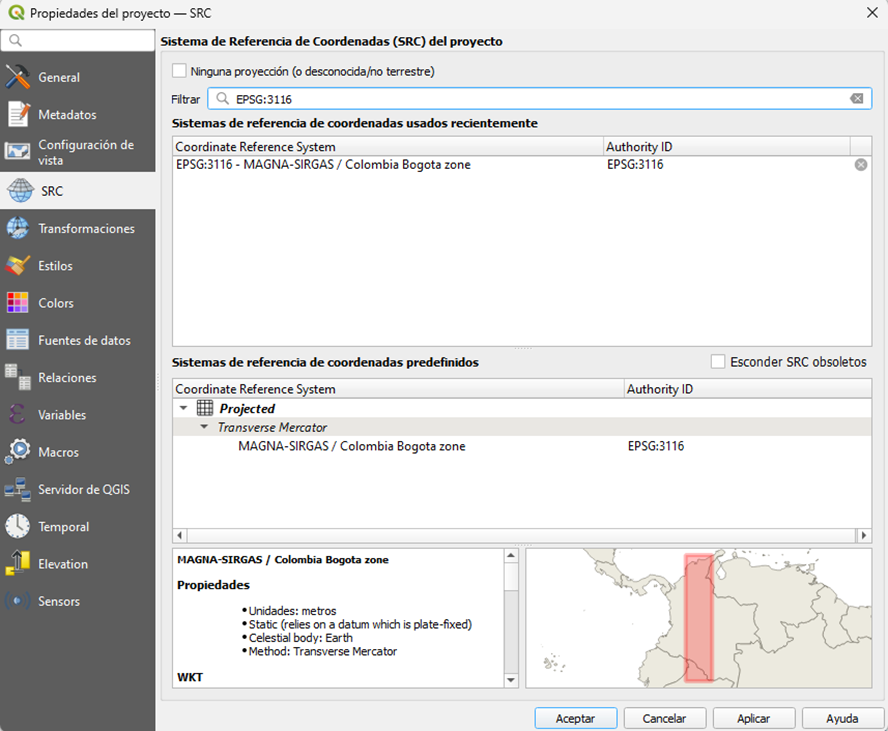 Propiedades del proyecto — SRC
Sistema de Referencia de Coordenadas (SRC) del proyecto
Ninguna proyección (o desconocida/no terrestre)
Filtrar EPSG:3116
Sistemas de referencia de coordenadas usados recientemente
Coordinate Reference System Authority ID
EPSG:3116 - MAGNA-SIRGAS / Colombia Bogota zone EPSG:3116
Sistemas de referencia de coordenadas predefinidos Esconder SRC obsoletos
Coordinate Reference System Authority ID
Projected
Transverse Mercator
MAGNA-SIRGAS / Colombia Bogota zone EPSG:3116
MAGNA-SIRGAS / Colombia Bogota zone
Propiedades
•Unidades: metros
•Static (relies on a datum which is plate-fixed)
•Celestial body: Earth
•Method: Transverse Mercator
WKT
General
Metadatos
Configuración de
vista
SRC
Transformaciones
Estilos
Colors
Fuentes de datos
Relaciones
Variables
Macros
Servidor de QGIS
Temporal
Elevation
Sensors
Aceptar Cancelar Aplicar Ayuda